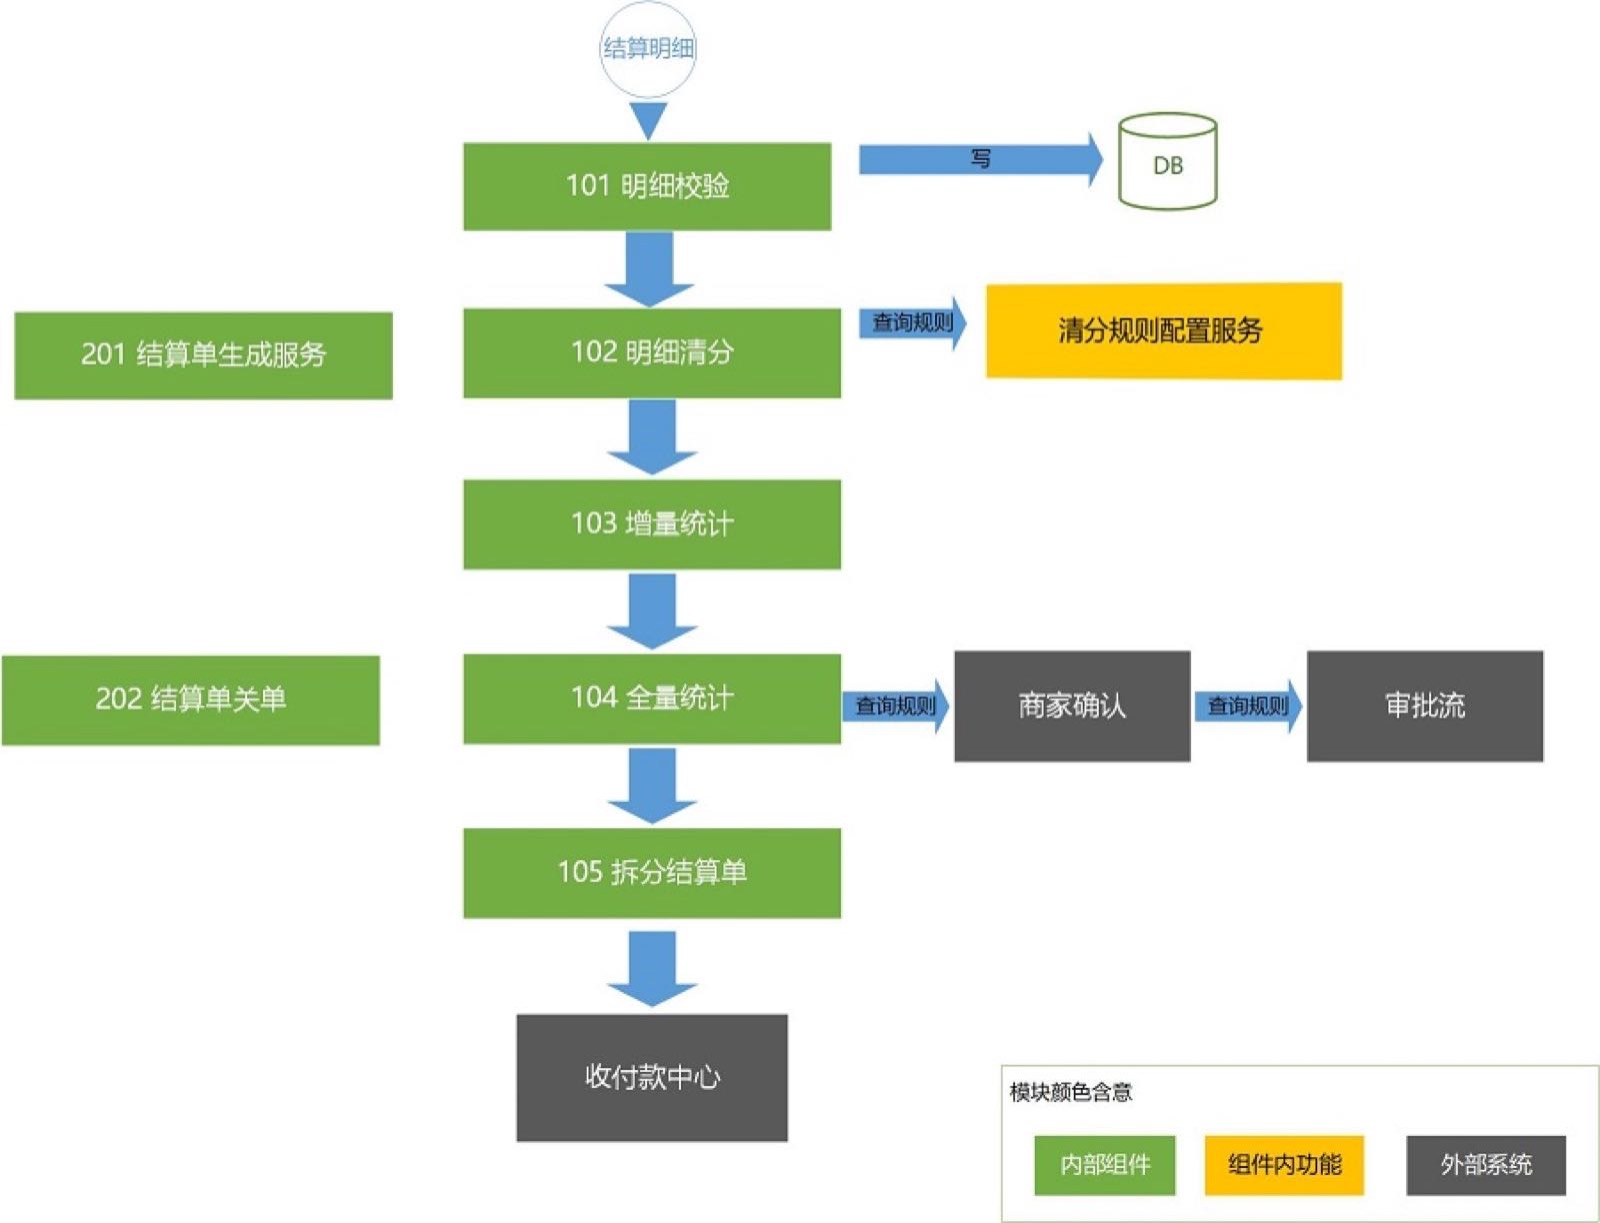 结算明细
101 明细校验
写
DB
201 结算单生成服务
102 明细清分
查询规则
清分规则配置服务
103 增量统计
202 结算单关单
104 全量统计
查询规则
商家确认
查询规则
审批流
105 拆分结算单
收付款中心
模块颜色含意
内部组件
组件内功能
外部系统